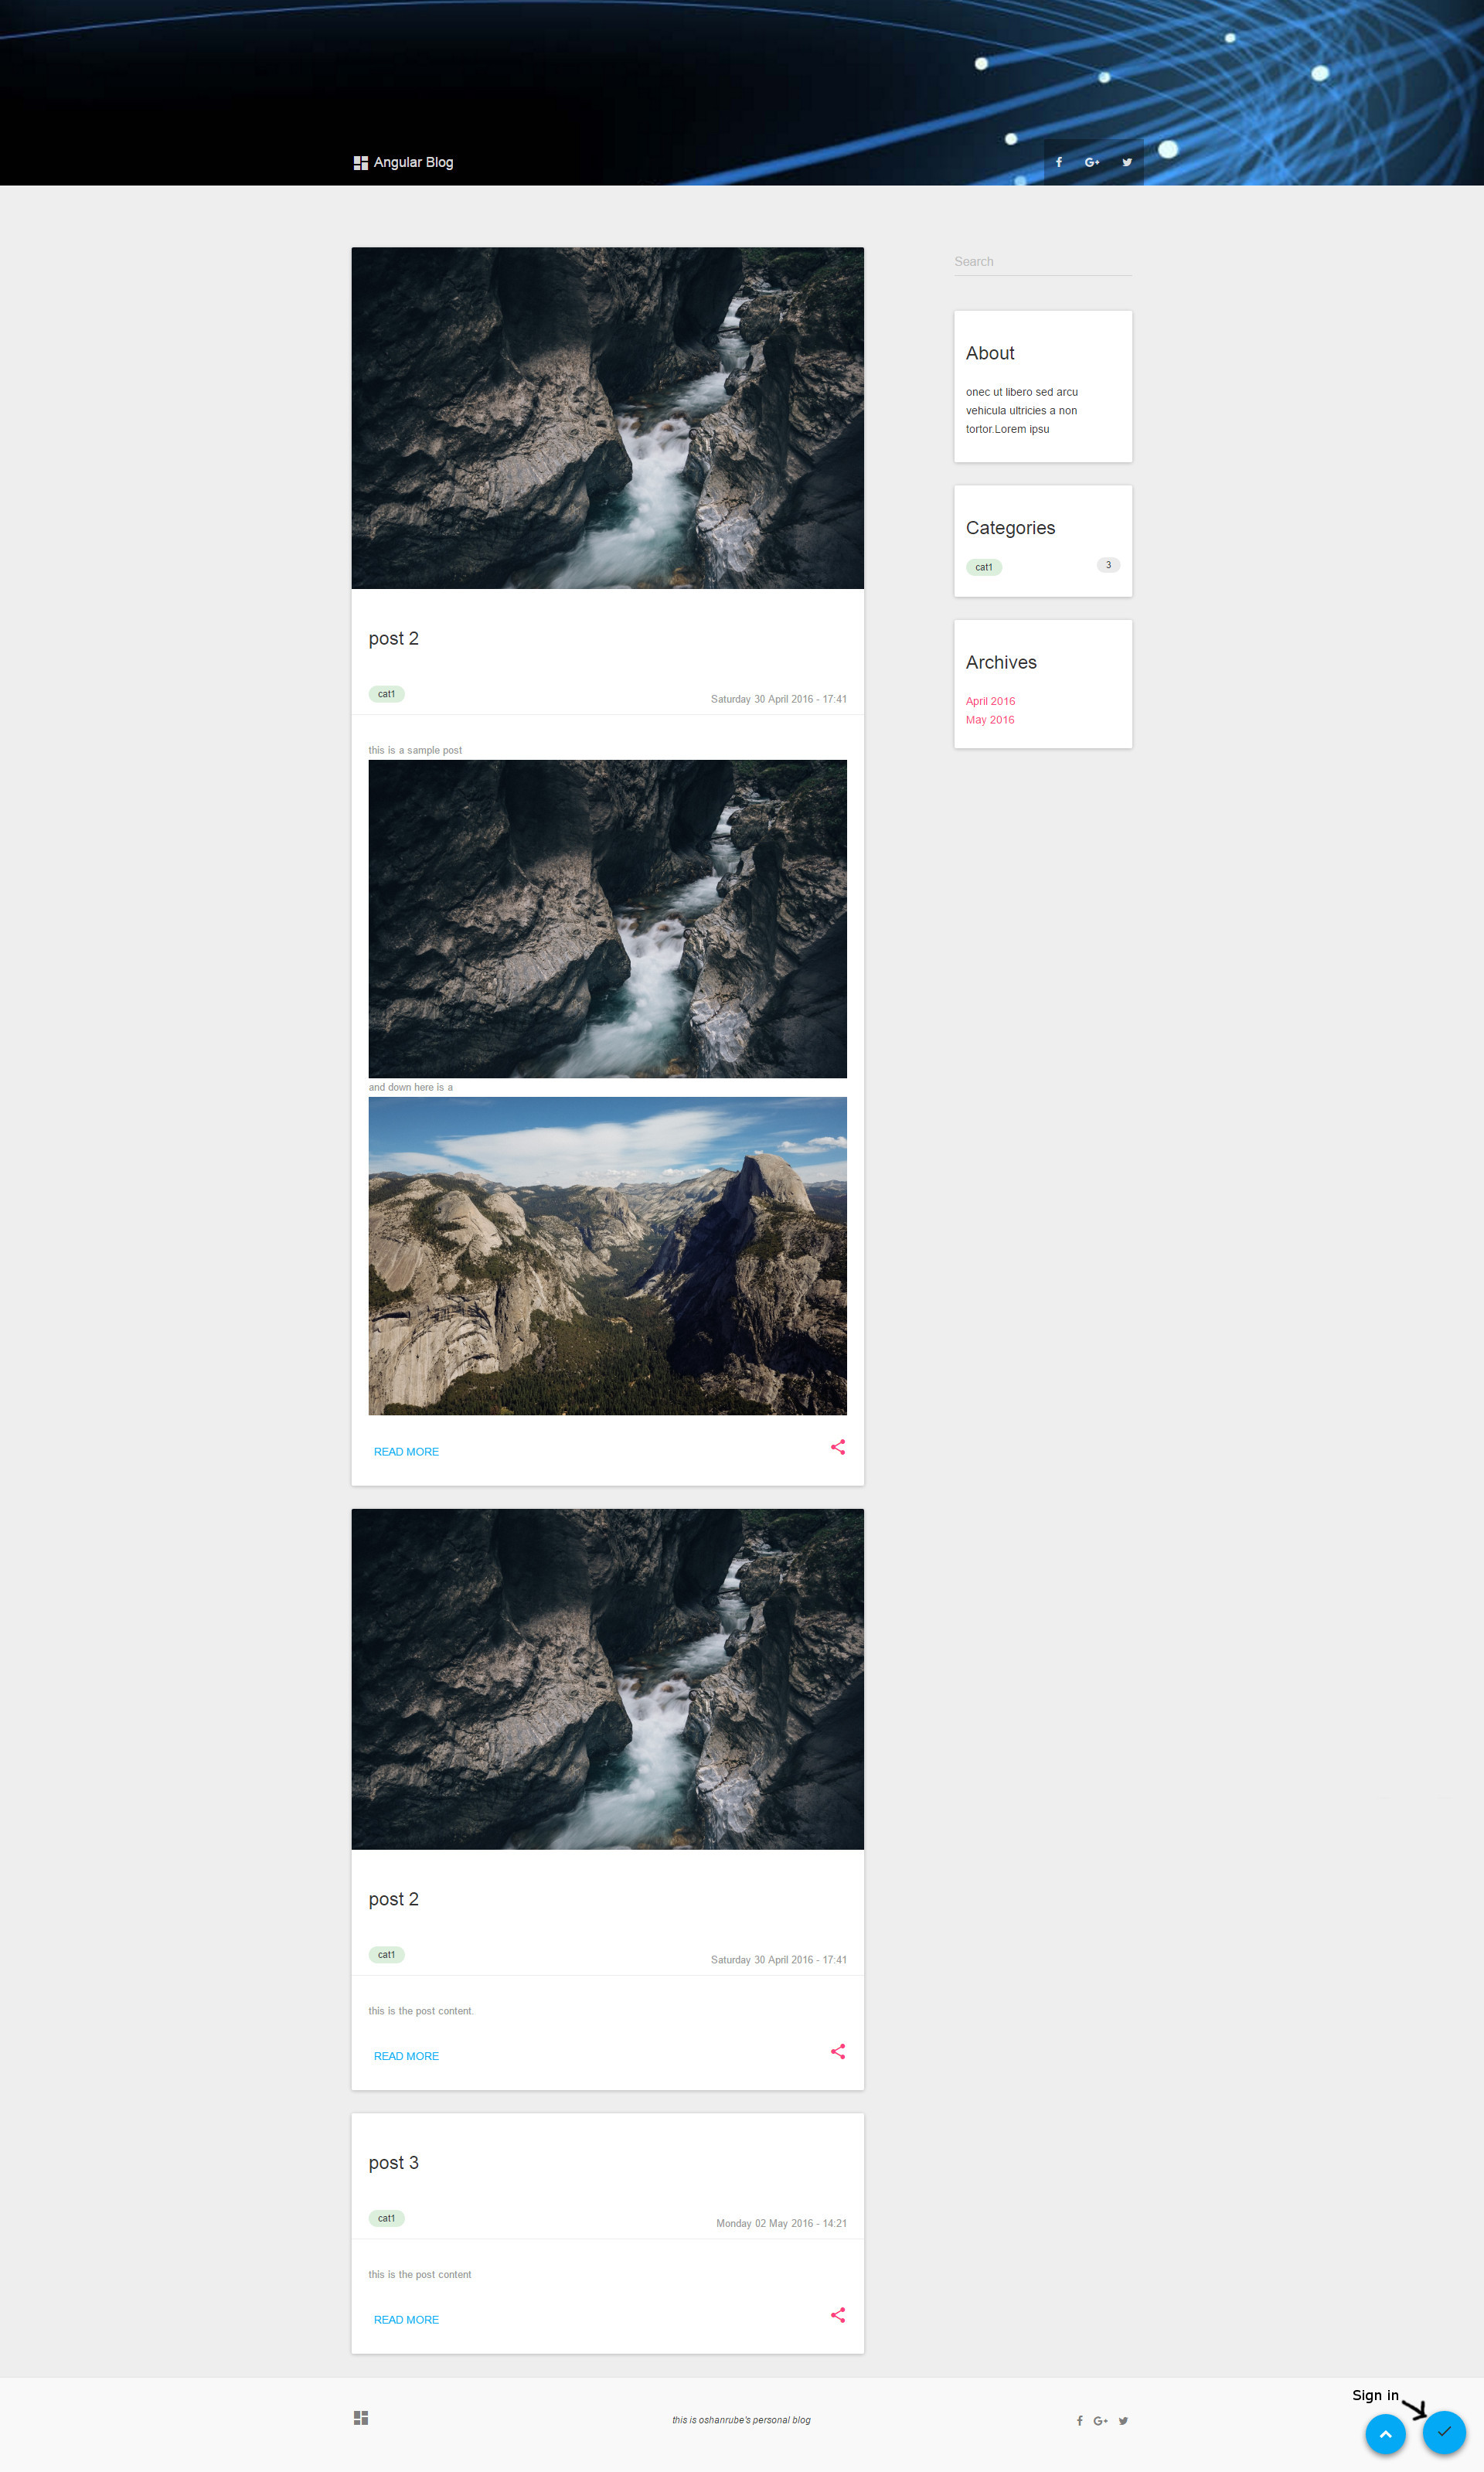 Angular Blog
Search
About
onec ut libero sed arcu
vehicula ultricies a non
tortor.Lorem ipsu
Categories
cat1 3
Archives
April 2016
May 2016
post 2
cat1 Saturday 30 April 2016 - 17:41
this is a sample post
and down here is a
READ MORE
post 2
cat1 Saturday 30 April 2016 - 17:41
this is the post content.
READ MORE
post 3
cat1 Monday 02 May 2016 - 14:21
this is the post content
READ MORE
this is oshanrube's personal blog
Sign in